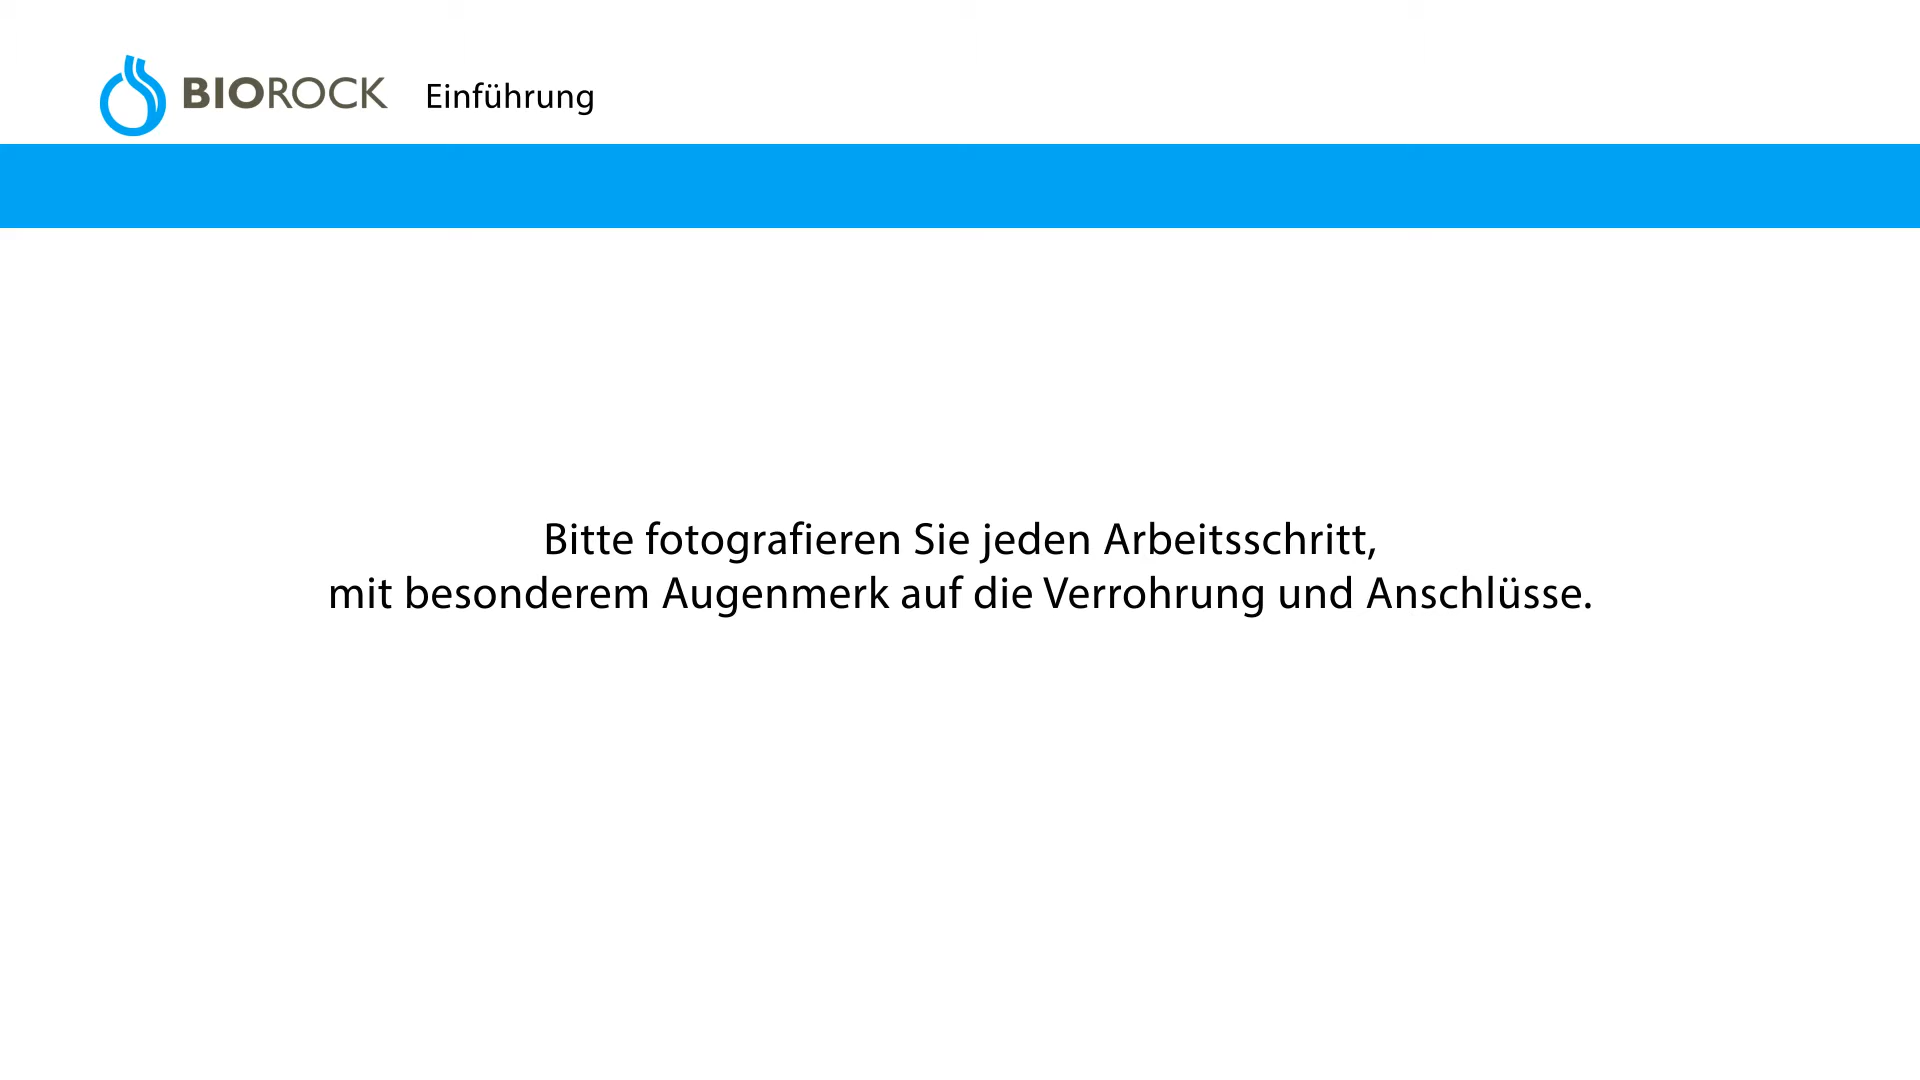 BIOROCK Einführung
Bitte fotografieren Sie jeden Arbeitsschritt,
mit besonderem Augenmerk auf die Verrohrung und Anschlüsse.